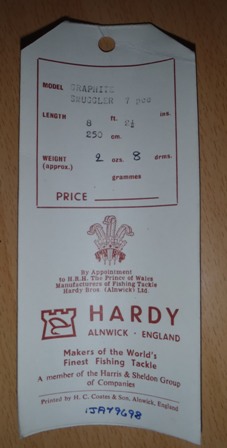 MODEL GRAPHITE
SMUGGLER 7 pce
LENGTH 8 ft. 2½ ins.
250 cm.
WEIGHT 2 ozs. 8 drms.
(approx.)
grammes
PRICE
By Appointment
to H.R.H. The Prince of Wales
Manufacturers of Fishing Tackle
Hardy Bros. (Alnwick) Ltd.
HARDY
ALNWICK · ENGLAND
Makers of the World's
Finest Fishing Tackle
A member of the Harris & Sheldon Group
of Companies
Printed by H. C. Coates & Son, Alnwick, England